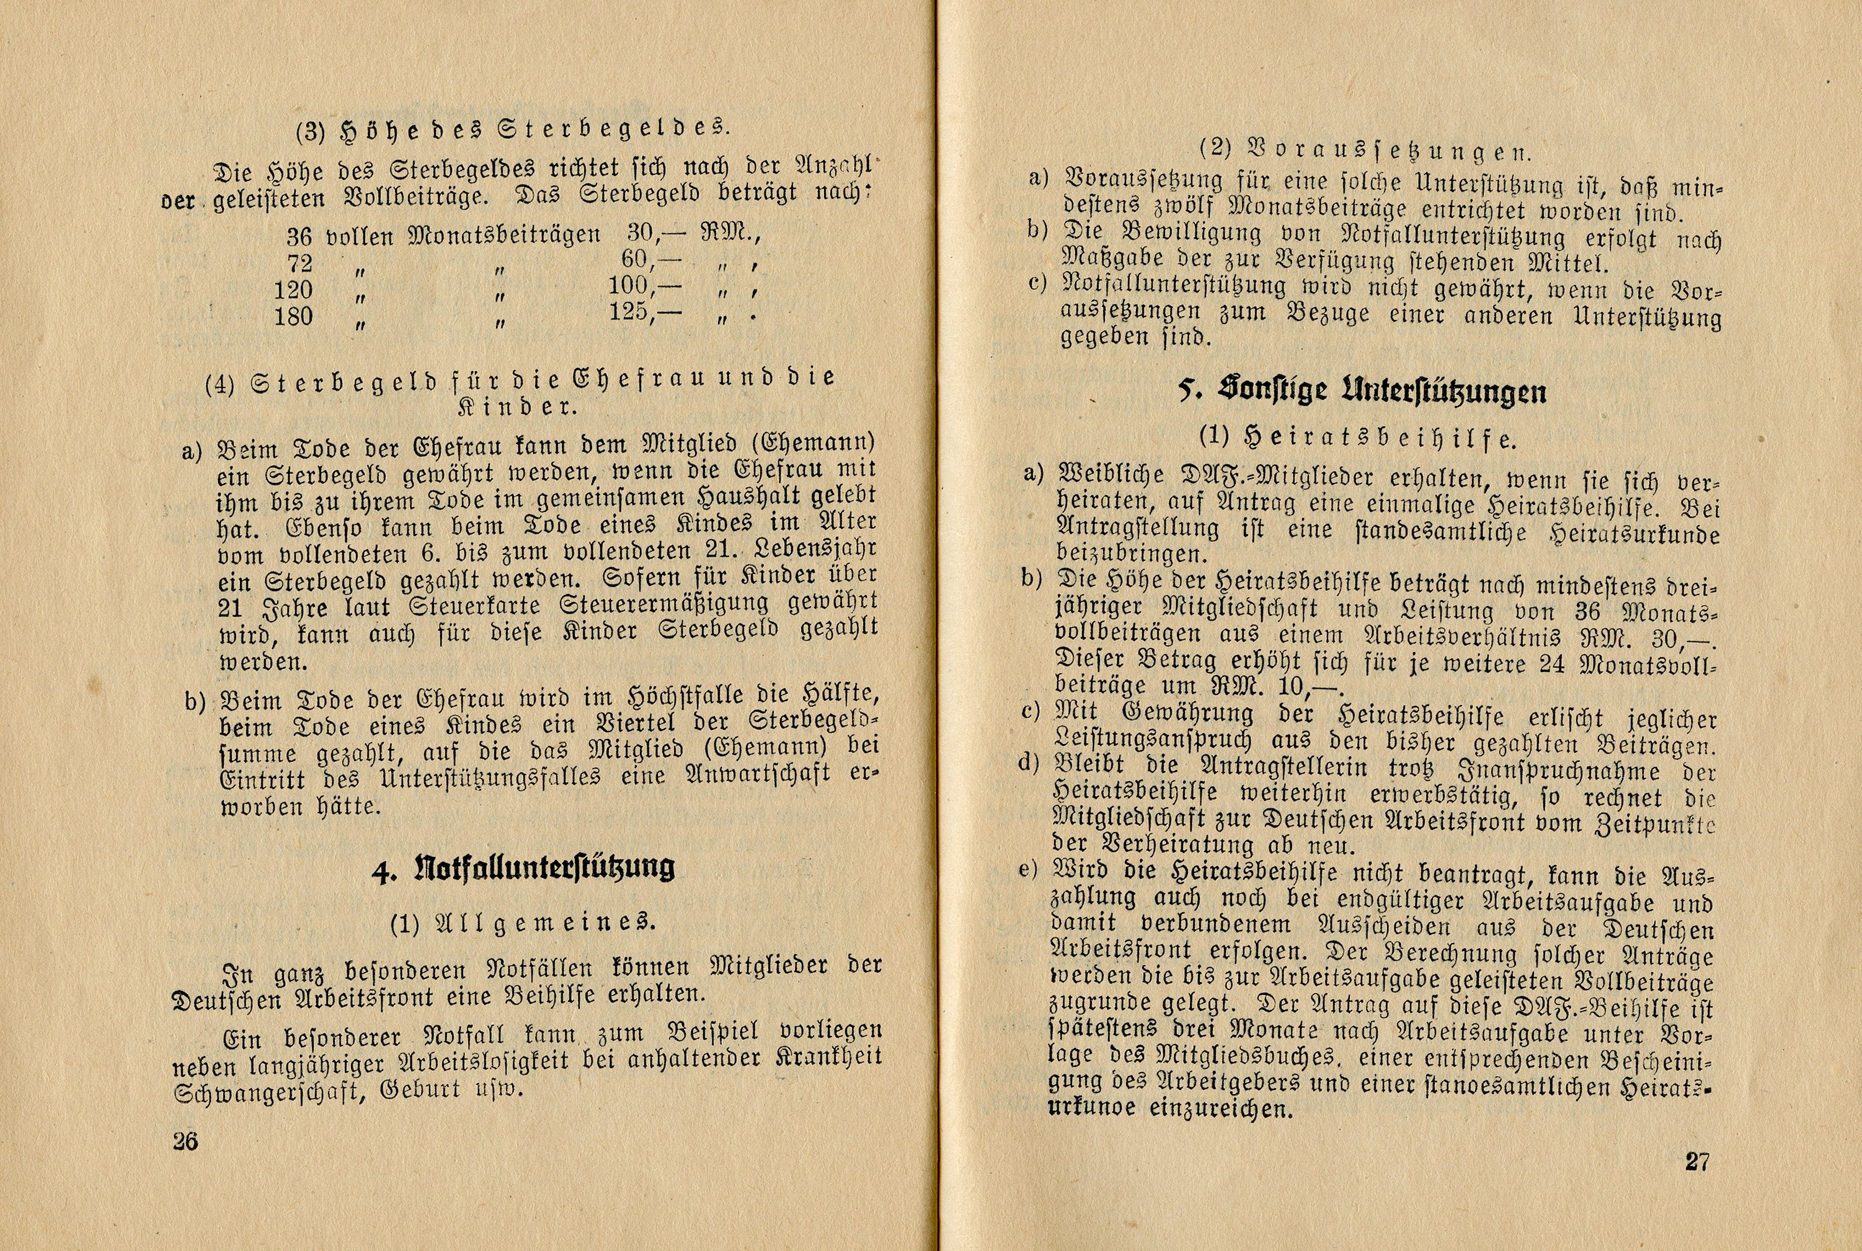 (3) Höhe des Sterbegeldes.
Die Höhe des Sterbegeldes richtet sich nach der Anzahl
der geleisteten Vollbeiträge. Das Sterbegeld beträgt nach:
36 vollen Monatsbeiträgen 30,— RM.,
72 „ „ 60,— „ ,
120 „ „ 100,— „ ,
180 „ „ 125,— „ .
(4) Sterbegeld für die Ehefrau und die
Kinder.
a) Beim Tode der Ehefrau kann dem Mitglied (Ehemann)
ein Sterbegeld gewährt werden, wenn die Ehefrau mit
ihm bis zu ihrem Tode im gemeinsamen Haushalt gelebt
hat. Ebenso kann beim Tode eines Kindes im Alter
vom vollendeten 6. bis zum vollendeten 21. Lebensjahr
ein Sterbegeld gezahlt werden. Sofern für Kinder über
21 Jahre laut Steuerkarte Steuerermäßigung gewährt
wird, kann auch für diese Kinder Sterbegeld gezahlt
werden.
b) Beim Tode der Ehefrau wird im Höchstfalle die Hälfte,
beim Tode eines Kindes ein Viertel der Sterbegeld-
summe gezahlt, auf die das Mitglied (Ehemann) bei
Eintritt des Unterstützungsfalles eine Anwartschaft er-
worben hätte.
4. Notfallunterstützung
(1) Allgemeines.
In ganz besonderen Notfällen können Mitglieder der
Deutschen Arbeitsfront eine Beihilfe erhalten.
Ein besonderer Notfall kann zum Beispiel vorliegen
neben langjähriger Arbeitslosigkeit bei anhaltender Krankheit
Schwangerschaft, Geburt usw.
26
(2) Voraussetzungen.
a) Voraussetzung für eine solche Unterstützung ist, daß min-
destens zwölf Monatsbeiträge entrichtet worden sind.
b) Die Bewilligung von Notfallunterstützung erfolgt nach
Maßgabe der zur Verfügung stehenden Mittel.
c) Notfallunterstützung wird nicht gewährt, wenn die Vor-
aussetzungen zum Bezuge einer anderen Unterstützung
gegeben sind.
5. Sonstige Unterstützungen
(1) Heiratsbeihilfe.
a) Weibliche DAF.-Mitglieder erhalten, wenn sie sich ver-
heiraten, auf Antrag eine einmalige Heiratsbeihilfe. Bei
Antragstellung ist eine standesamtliche Heiratsurkunde
beizubringen.
b) Die Höhe der Heiratsbeihilfe beträgt nach mindestens drei-
jähriger Mitgliedschaft und Leistung von 36 Monats-
vollbeiträgen aus einem Arbeitsverhältnis RM. 30,—.
Dieser Betrag erhöht sich für je weitere 24 Monatsvoll-
beiträge um RM. 10,—.
c) Mit Gewährung der Heiratsbeihilfe erlischt jeglicher
Leistungsanspruch aus den bisher gezahlten Beiträgen.
d) Bleibt die Antragstellerin trotz Inanspruchnahme der
Heiratsbeihilfe weiterhin erwerbstätig, so rechnet die
Mitgliedschaft zur Deutschen Arbeitsfront vom Zeitpunkte
der Verheiratung ab neu.
e) Wird die Heiratsbeihilfe nicht beantragt, kann die Aus-
zahlung auch noch bei endgültiger Arbeitsaufgabe und
damit verbundenem Ausscheiden aus der Deutschen
Arbeitsfront erfolgen. Der Berechnung solcher Anträge
werden die bis zur Arbeitsaufgabe geleisteten Vollbeiträge
zugrunde gelegt. Der Antrag auf diese DAF.-Beihilfe ist
spätestens drei Monate nach Arbeitsaufgabe unter Vor-
lage des Mitgliedsbuches, einer entsprechenden Bescheini-
gung des Arbeitgebers und einer standesamtlichen Heirats-
urkunde einzureichen.
27